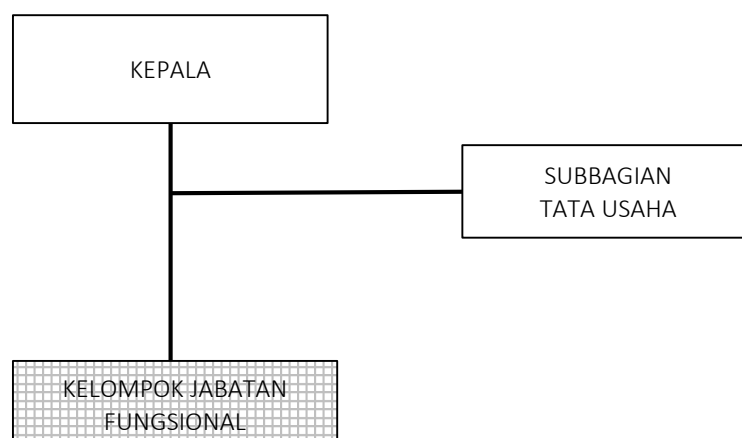 KEPALA
SUBBAGIAN
TATA USAHA
KELOMPOK JABATAN
FUNGSIONAL